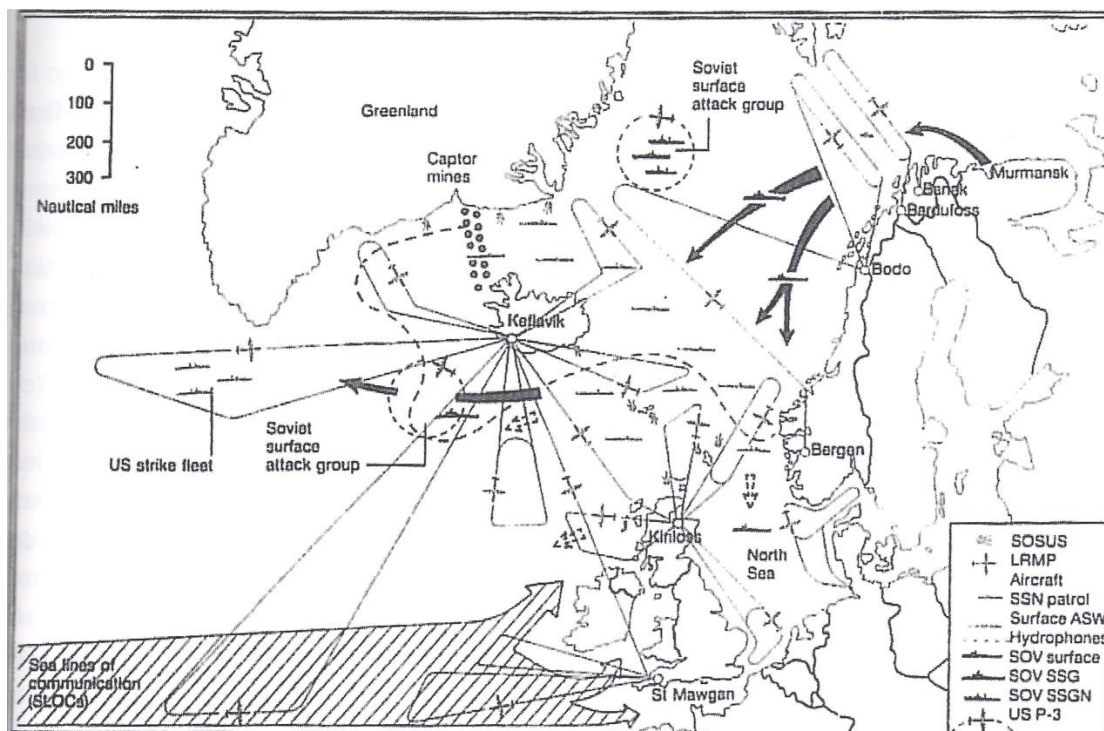 0
100
200
300
Nautical miles
Greenland
Captor
mines
Soviet
surface
attack group
Murmansk
Banak
Barduloss
Bodo
Keflavik
US strike fleet
Soviet
surface
attack group
Bergen
Kinloss
North
Sea
Sea lines of
communication
(SLOCs)
St Mawgan
SOSUS
LRMP
Aircraft
SSN patrol
Surface ASW
Hydrophones
SOV surface
SOV SSG
SOV SSGN
US P-3